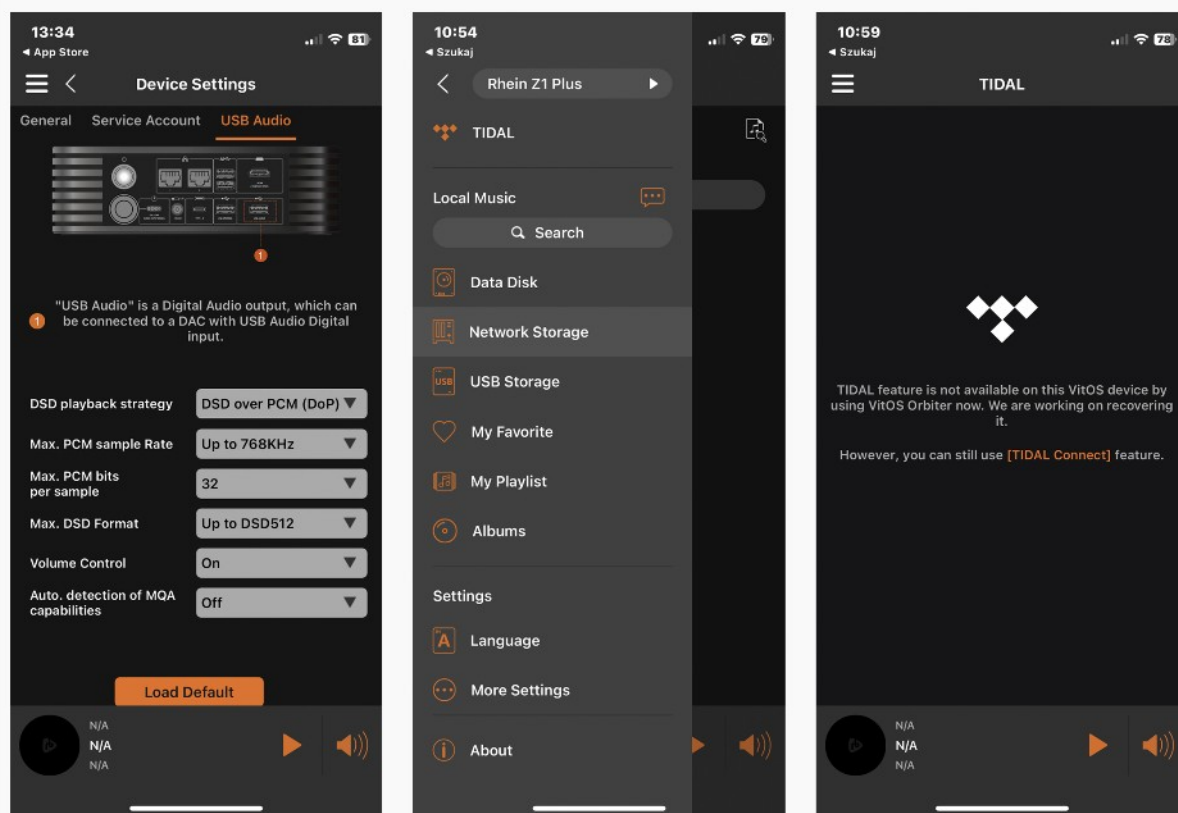 13:34
81
◄ App Store
Device Settings
General Service Account USB Audio
1
"USB Audio" is a Digital Audio output, which can
1 be connected to a DAC with USB Audio Digital
input.
DSD playback strategy DSD over PCM (DoP) ▼
Max. PCM sample Rate Up to 768KHz ▼
Max. PCM bits
per sample
32 ▼
Max. DSD Format Up to DSD512 ▼
Volume Control On ▼
Auto. detection of MQA
capabilities
Off ▼
Load Default
N/A
N/A
N/A
10:54
79
◄ Szukaj
Rhein Z1 Plus
TIDAL
Local Music
Search
Data Disk
Network Storage
USB
USB Storage
My Favorite
My Playlist
Albums
Settings
A
Language
More Settings
About
10:59
78
◄ Szukaj
TIDAL
TIDAL feature is not available on this VitOS device by
using VitOS Orbiter now. We are working on recovering
it.
However, you can still use [TIDAL Connect] feature.
N/A
N/A
N/A